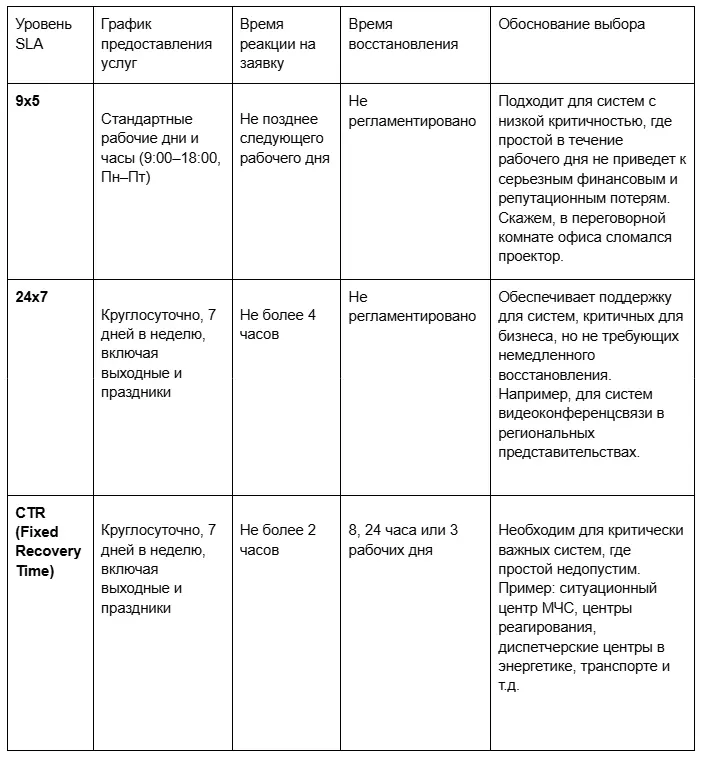 Уровень SLA
График предоставления услуг
Время реакции на заявку
Время восстановления
Обоснование выбора
9x5
Стандартные
рабочие дни и
часы (9:00–18:00,
Пн–Пт)
Не позднее
следующего
рабочего дня
Не
регламентировано
Подходит для систем с
низкой критичностью, где
простой в течение
рабочего дня не приведет к
серьезным финансовым и
репутационным потерям.
Скажем, в переговорной
комнате офиса сломался
проектор.
24x7
Круглосуточно, 7
дней в неделю,
включая
выходные и
праздники
Не более 4
часов
Не
регламентировано
Обеспечивает поддержку
для систем, критичных для
бизнеса, но не требующих
немедленного
восстановления.
Например, для систем
видеоконференцсвязи в
региональных
представительствах.
CTR
(Fixed
Recovery
Time)
Круглосуточно, 7
дней в неделю,
включая
выходные и
праздники
Не более 2
часов
8, 24 часа или 3
рабочих дня
Необходим для критически
важных систем, где
простой недопустим.
Пример: ситуационный
центр МЧС, центры
реагирования,
диспетчерские центры в
энергетике, транспорте и
т.д.